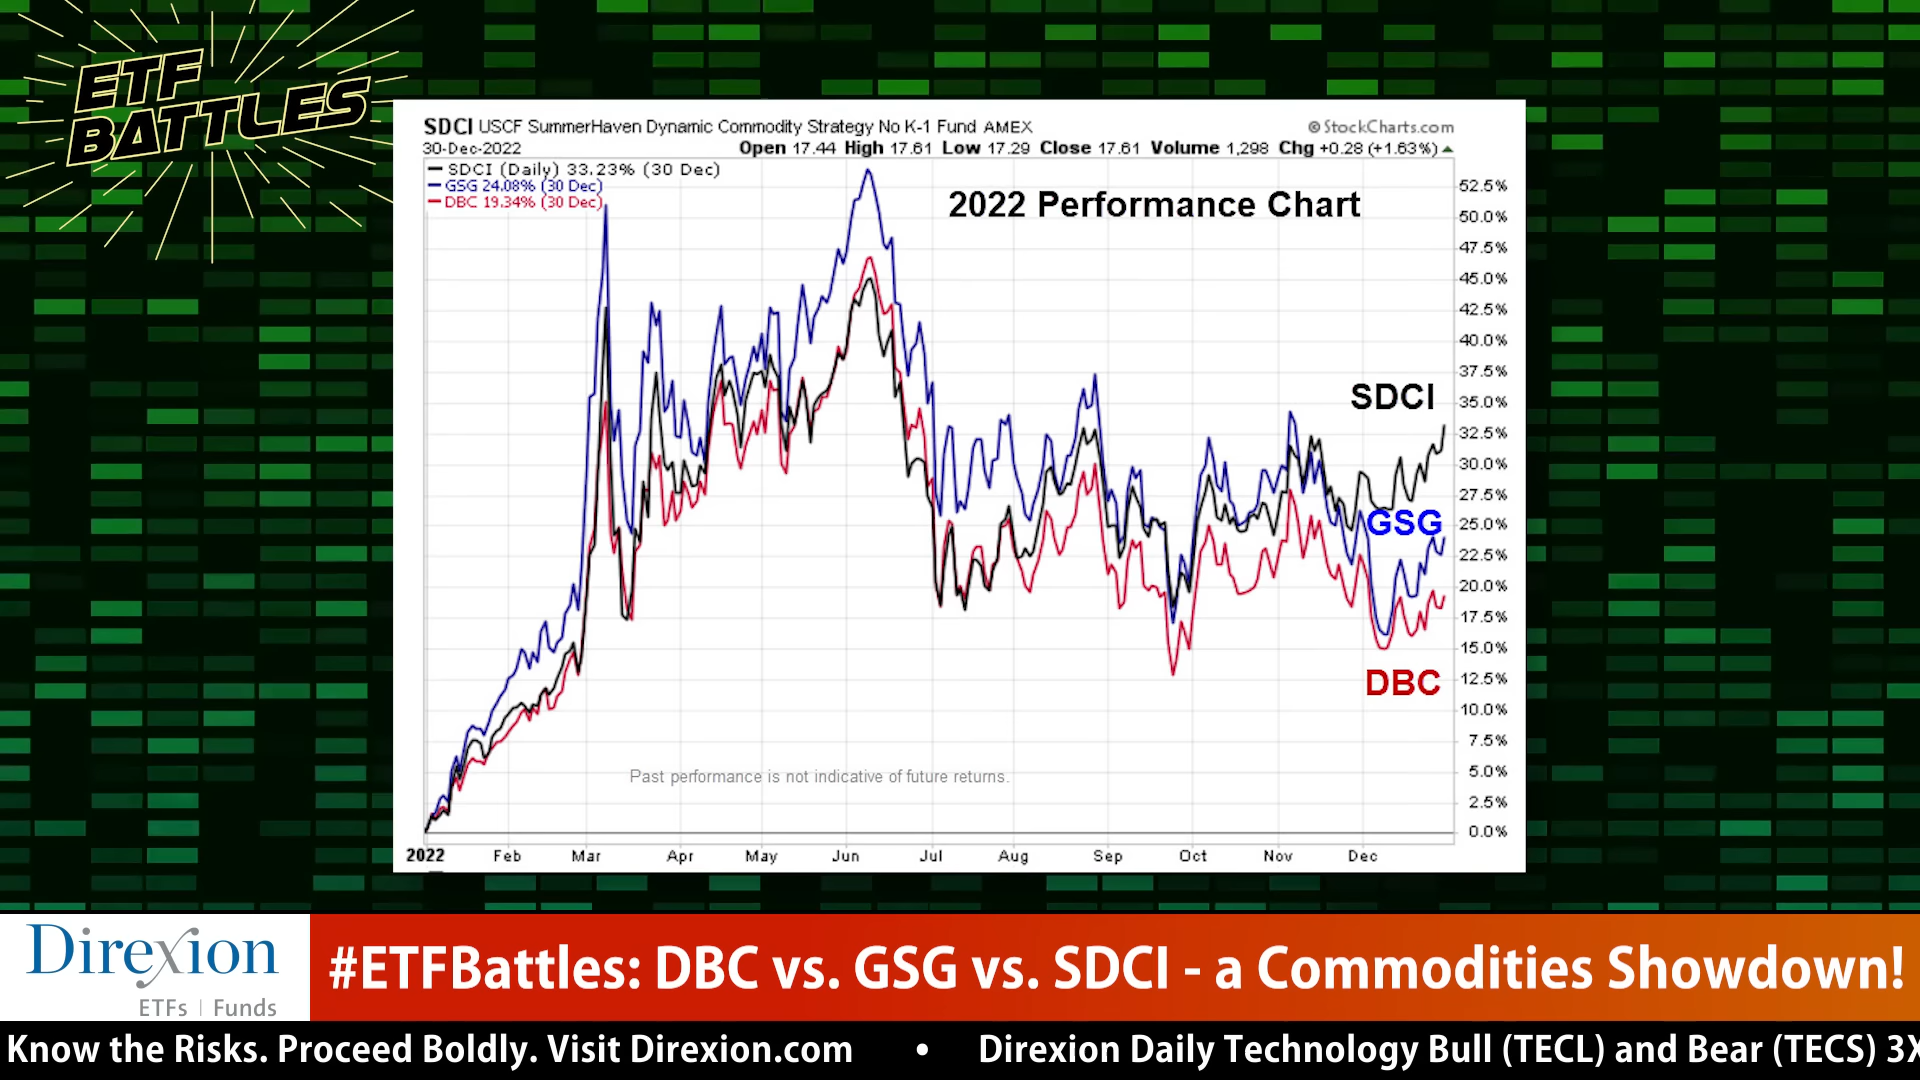 ETF
BATTLES
SDCI USCF SummerHaven Dynamic Commodity Strategy No K-1 Fund AMEX
© StockCharts.com
30-Dec-2022
Open 17.44 High 17.61 Low 17.29 Close 17.61 Volume 1,298 Chg +0.28 (+1.63%)
SDCI (Daily) 33.23% (30 Dec)
GSG 24.08% (30 Dec)
DBC 19.34% (30 Dec)
2022 Performance Chart
52.5%
50.0%
47.5%
45.0%
42.5%
40.0%
37.5%
35.0%
32.5%
30.0%
27.5%
25.0%
22.5%
20.0%
17.5%
15.0%
12.5%
10.0%
7.5%
5.0%
2.5%
0.0%
SDCI
GSG
DBC
Past performance is not indicative of future returns.
2022 Feb Mar Apr May Jun Jul Aug Sep Oct Nov Dec
Direxion
ETFs | Funds
#ETFBattles: DBC vs. GSG vs. SDCI - a Commodities Showdown!
Know the Risks. Proceed Boldly. Visit Direxion.com • Direxion Daily Technology Bull (TECL) and Bear (TECS) 3X